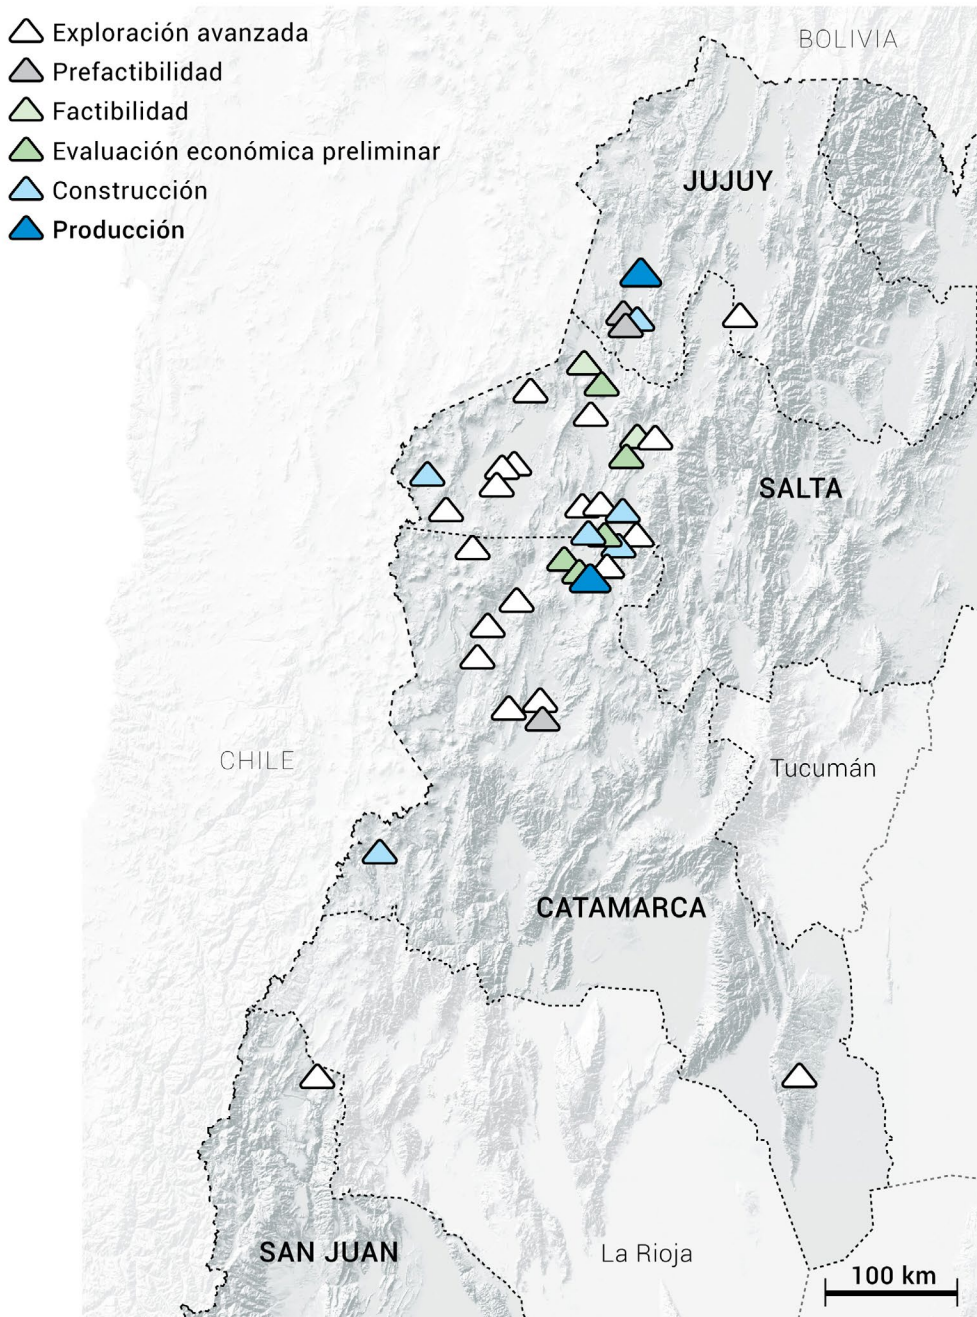 Exploración avanzada
Prefactibilidad
Factibilidad
Evaluación económica preliminar
Construcción
Producción
BOLIVIA
JUJUY
SALTA
CHILE
Tucumán
CATAMARCA
SAN JUAN
La Rioja
100 km